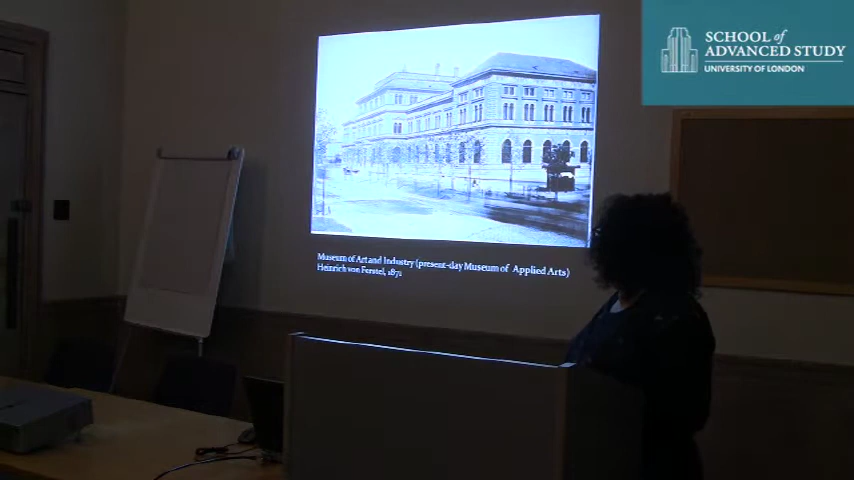 SCHOOL of
ADVANCED STUDY
UNIVERSITY OF LONDON
Museum of Art and Industry (present-day Museum of Applied Arts)
Heinrich von Ferstel, 1871